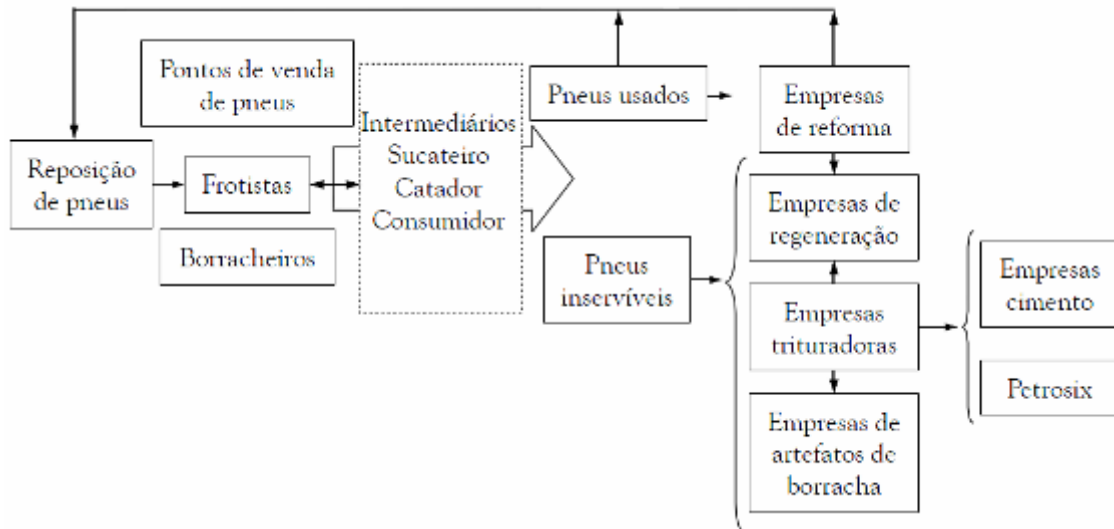 Pontos de venda
de pneus
Reposição
de pneus
Frotistas
Borracheiros
Intermediários
Sucateiro
Catador
Consumidor
Pneus usados
Pneus
inservíveis
Empresas
de reforma
Empresas de
regeneração
Empresas
trituradoras
Empresas de
artefatos de
borracha
Empresas
cimento
Petrosix